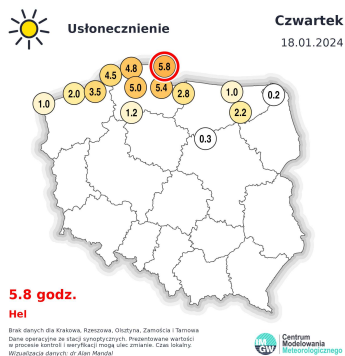 Usłonecznienie
Czwartek
18.01.2024
5.8
4.8
4.5
5.0
5.4
3.5
2.0
2.8
1.0
0.2
1.0
1.2
2.2
0.3
5.8 godz.
Hel
Brak danych dla Krakowa, Rzeszowa, Olsztyna, Zamościa i Tarnowa
Dane operacyjne ze stacji synoptycznych. Prezentowane wartości
w procesie kontroli i weryfikacji mogą ulec zmianie. Czas lokalny.
Wizualizacja danych: dr Alan Mandal
IM
GW
Centrum
Modelowania
Meteorologicznego